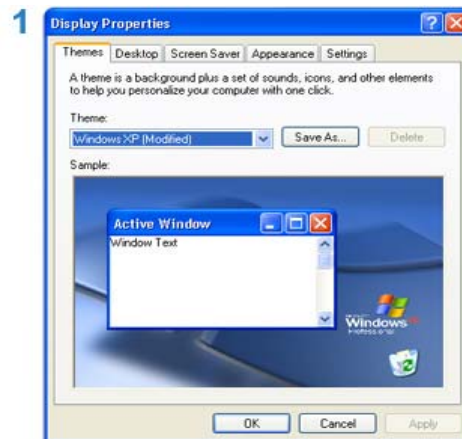 1
Display Properties
Themes Desktop Screen Saver Appearance Settings
A theme is a background plus a set of sounds, icons, and other elements
to help you personalize your computer with one click.
Theme:
Windows XP (Modified) Save As... Delete
Sample:
Active Window
Window Text
Windows
Professional
OK Cancel Apply